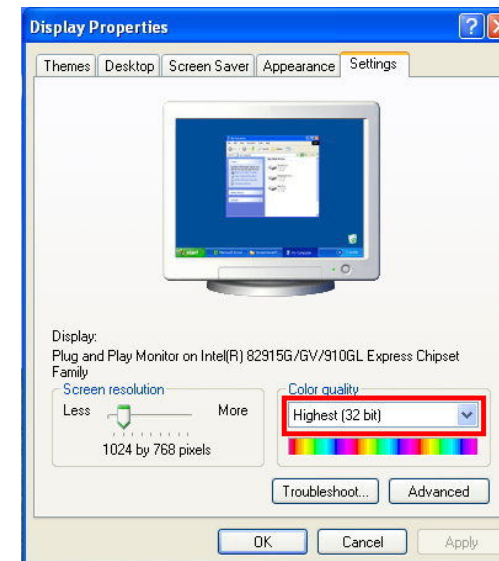 Display Properties
Themes Desktop Screen Saver Appearance Settings
start
Display:
Plug and Play Monitor on Intel(R) 82915G/GV/910GL Express Chipset
Family
Screen resolution
Less More
1024 by 768 pixels
Color quality
Highest (32 bit)
Troubleshoot... Advanced
OK Cancel Apply